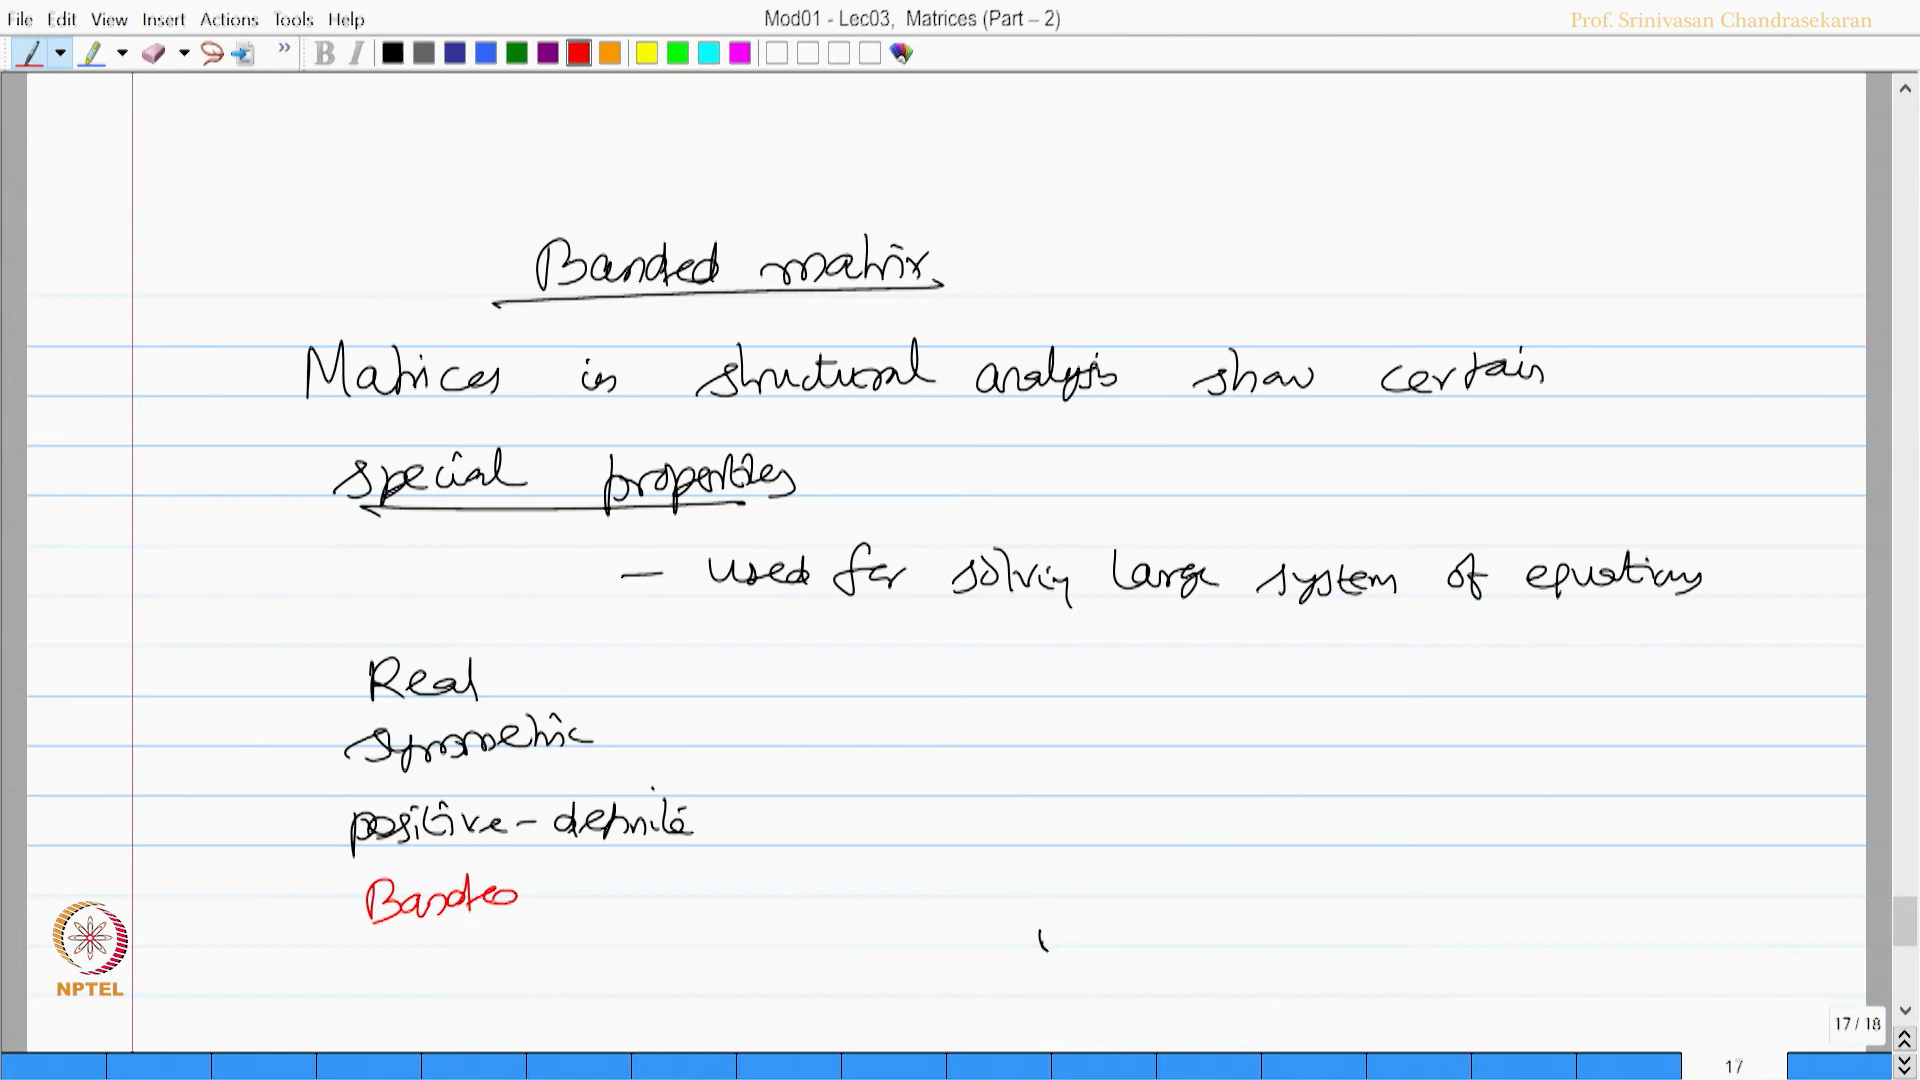 File Edit View Insert Actions Tools Help
Mod01 - Lec03, Matrices (Part – 2)
Prof. Srinivasan Chandrasekaran
B I
Banded matrix
Matrices in structural analysis show certain
special properties
– used for solving large system of equations
Real
symmetric
positive-definite
Banded
NPTEL
17 / 18
17